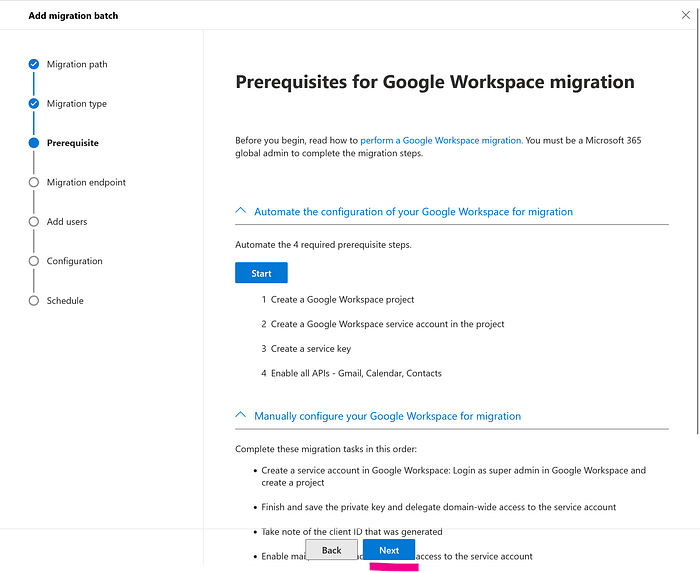 Add migration batch
Migration path
Migration type
Prerequisite
Migration endpoint
Add users
Configuration
Schedule
Prerequisites for Google Workspace migration
Before you begin, read how to perform a Google Workspace migration. You must be a Microsoft 365
global admin to complete the migration steps.
Automate the configuration of your Google Workspace for migration
Automate the 4 required prerequisite steps.
Start
1 Create a Google Workspace project
2 Create a Google Workspace service account in the project
3 Create a service key
4 Enable all APIs - Gmail, Calendar, Contacts
Manually configure your Google Workspace for migration
Complete these migration tasks in this order:
• Create a service account in Google Workspace: Login as super admin in Google Workspace and
create a project
• Finish and save the private key and delegate domain-wide access to the service account
• Take note of the client ID that was generated
• Enable access to the service account
Back
Next